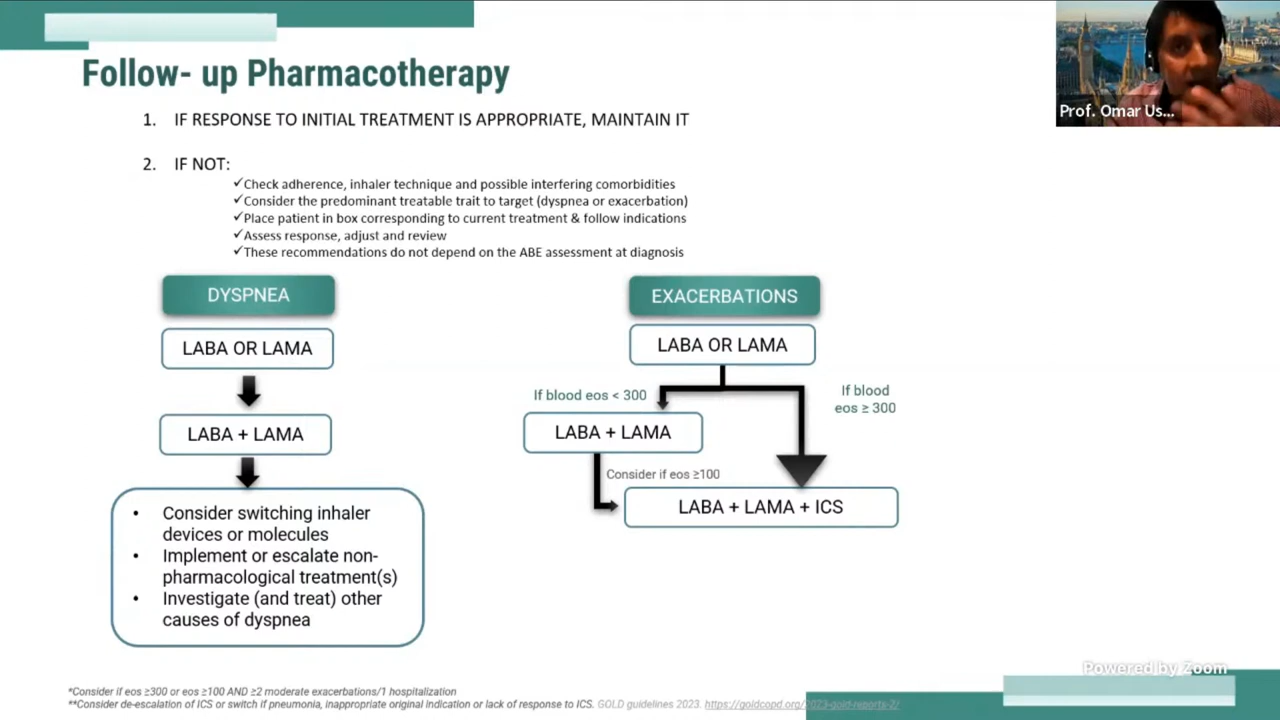 Follow- up Pharmacotherapy
Prof. Omar Us...
1. IF RESPONSE TO INITIAL TREATMENT IS APPROPRIATE, MAINTAIN IT
2. IF NOT:
✓Check adherence, inhaler technique and possible interfering comorbidities
✓Consider the predominant treatable trait to target (dyspnea or exacerbation)
✓Place patient in box corresponding to current treatment & follow indications
✓Assess response, adjust and review
✓These recommendations do not depend on the ABE assessment at diagnosis
DYSPNEA
LABA OR LAMA
LABA + LAMA
• Consider switching inhaler
devices or molecules
• Implement or escalate non-
pharmacological treatment(s)
• Investigate (and treat) other
causes of dyspnea
EXACERBATIONS
LABA OR LAMA
If blood eos < 300
If blood
eos ≥ 300
LABA + LAMA
Consider if eos ≥100
LABA + LAMA + ICS
Powered by Zoom
*Consider if eos ≥300 or eos ≥100 AND ≥2 moderate exacerbations/1 hospitalization
**Consider de-escalation of ICS or switch if pneumonia, inappropriate original indication or lack of response to ICS. GOLD guidelines 2023. https://goldcopd.org/2023-gold-reports-2/